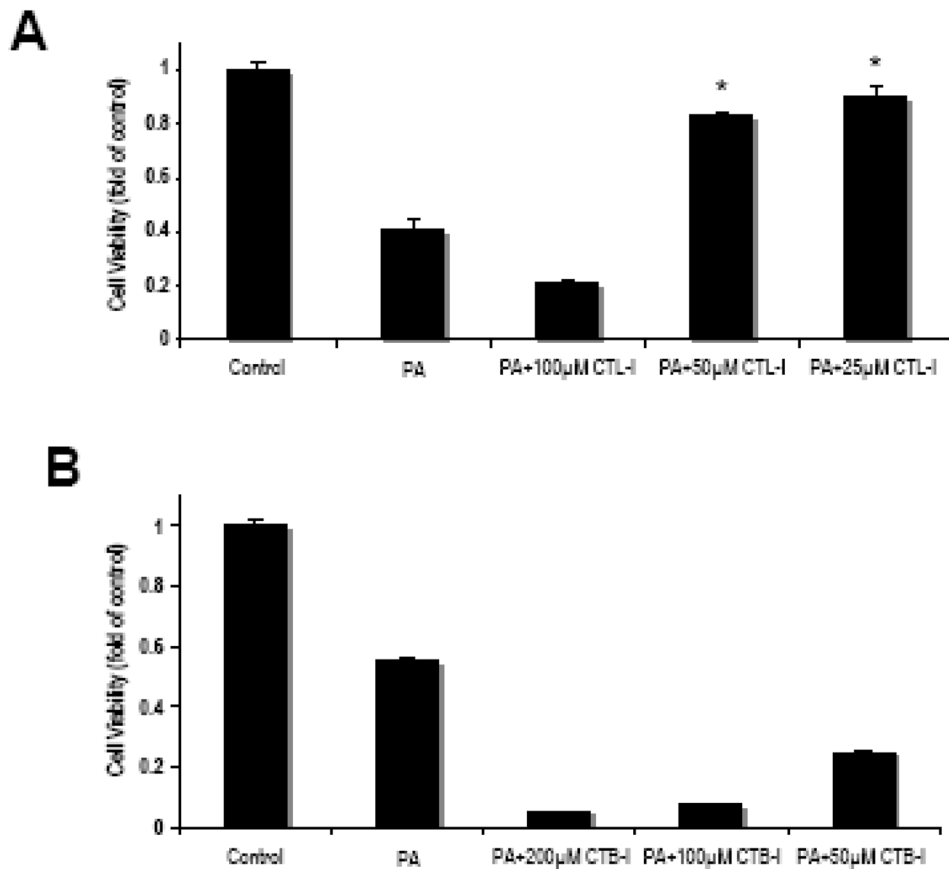 A
Cell Viability (fold of control)
1
0.8
0.6
0.4
0.2
0
* *
Control PA PA+100μM CTL-I PA+50μM CTL-I PA+25μM CTL-I
B
Cell Viability (fold of control)
1
0.8
0.6
0.4
0.2
0
Control PA PA+200μM CTB-I PA+100μM CTB-I PA+50μM CTB-I